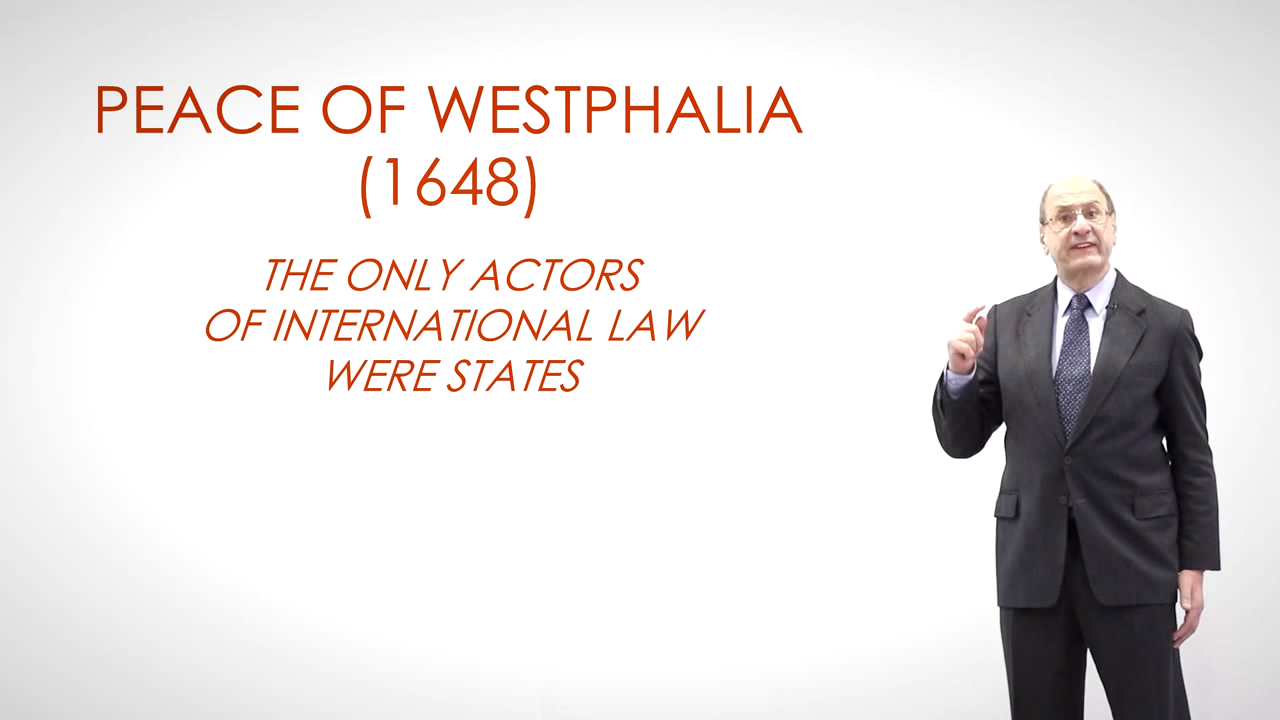 PEACE OF WESTPHALIA
(1648)
THE ONLY ACTORS
OF INTERNATIONAL LAW
WERE STATES